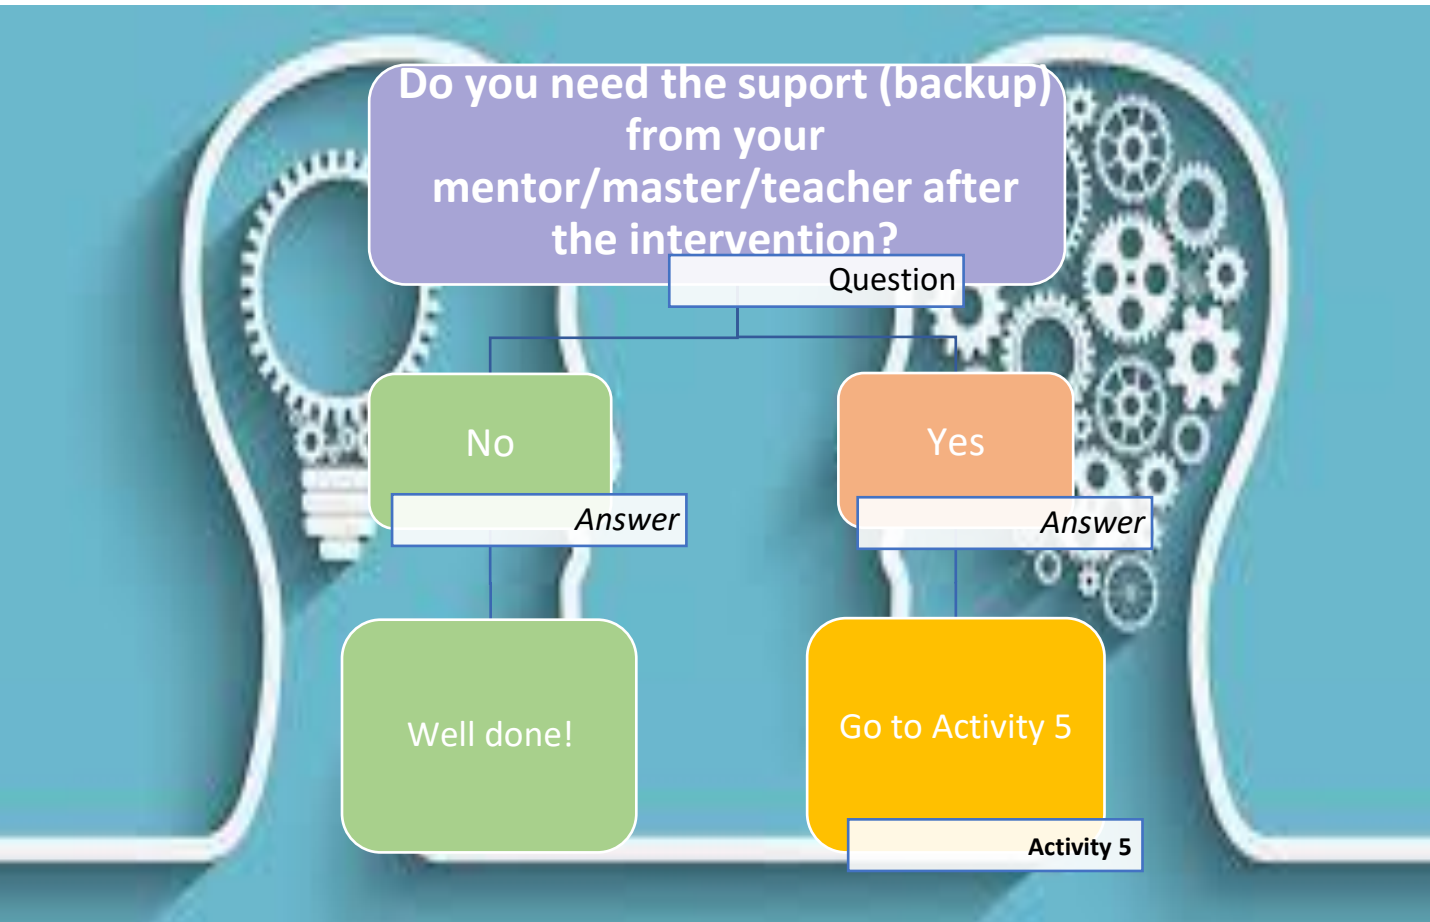 Do you need the suport (backup)
from your
mentor/master/teacher after
the intervention?
Question
No
Answer
Yes
Answer
Well done!
Go to Activity 5
Activity 5